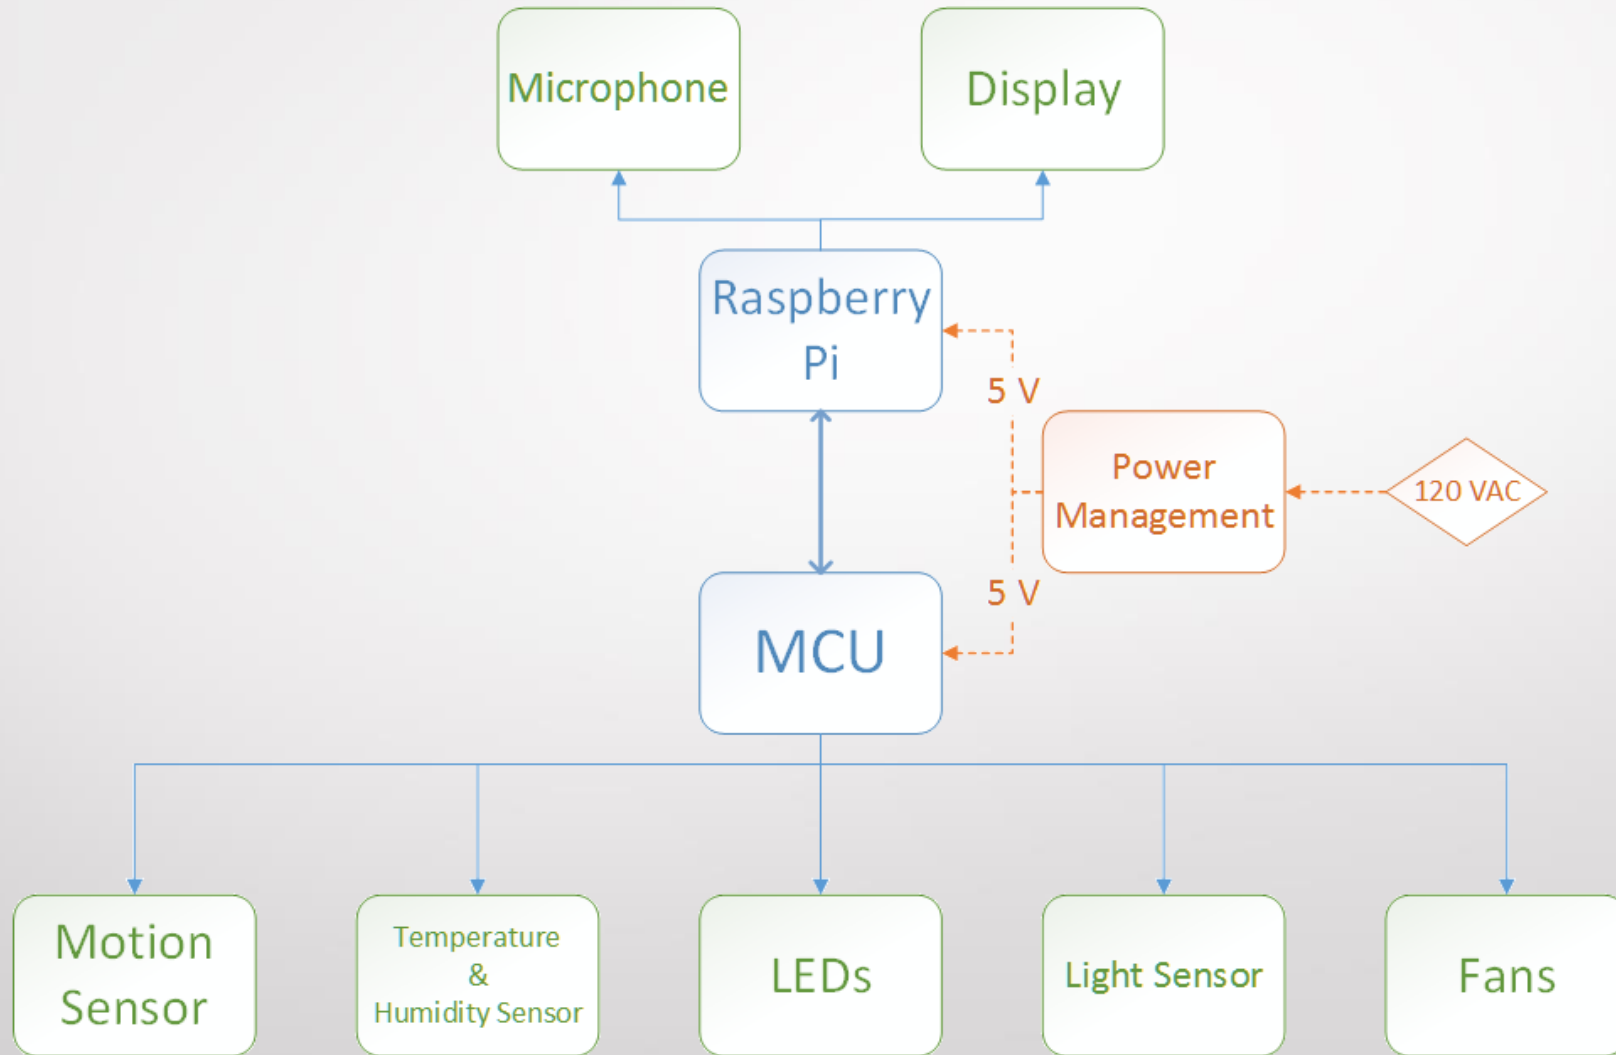 Microphone
Display
Raspberry
Pi
5 V
Power
Management
120 VAC
5 V
MCU
Motion
Sensor
Temperature
&
Humidity Sensor
LEDs
Light Sensor
Fans